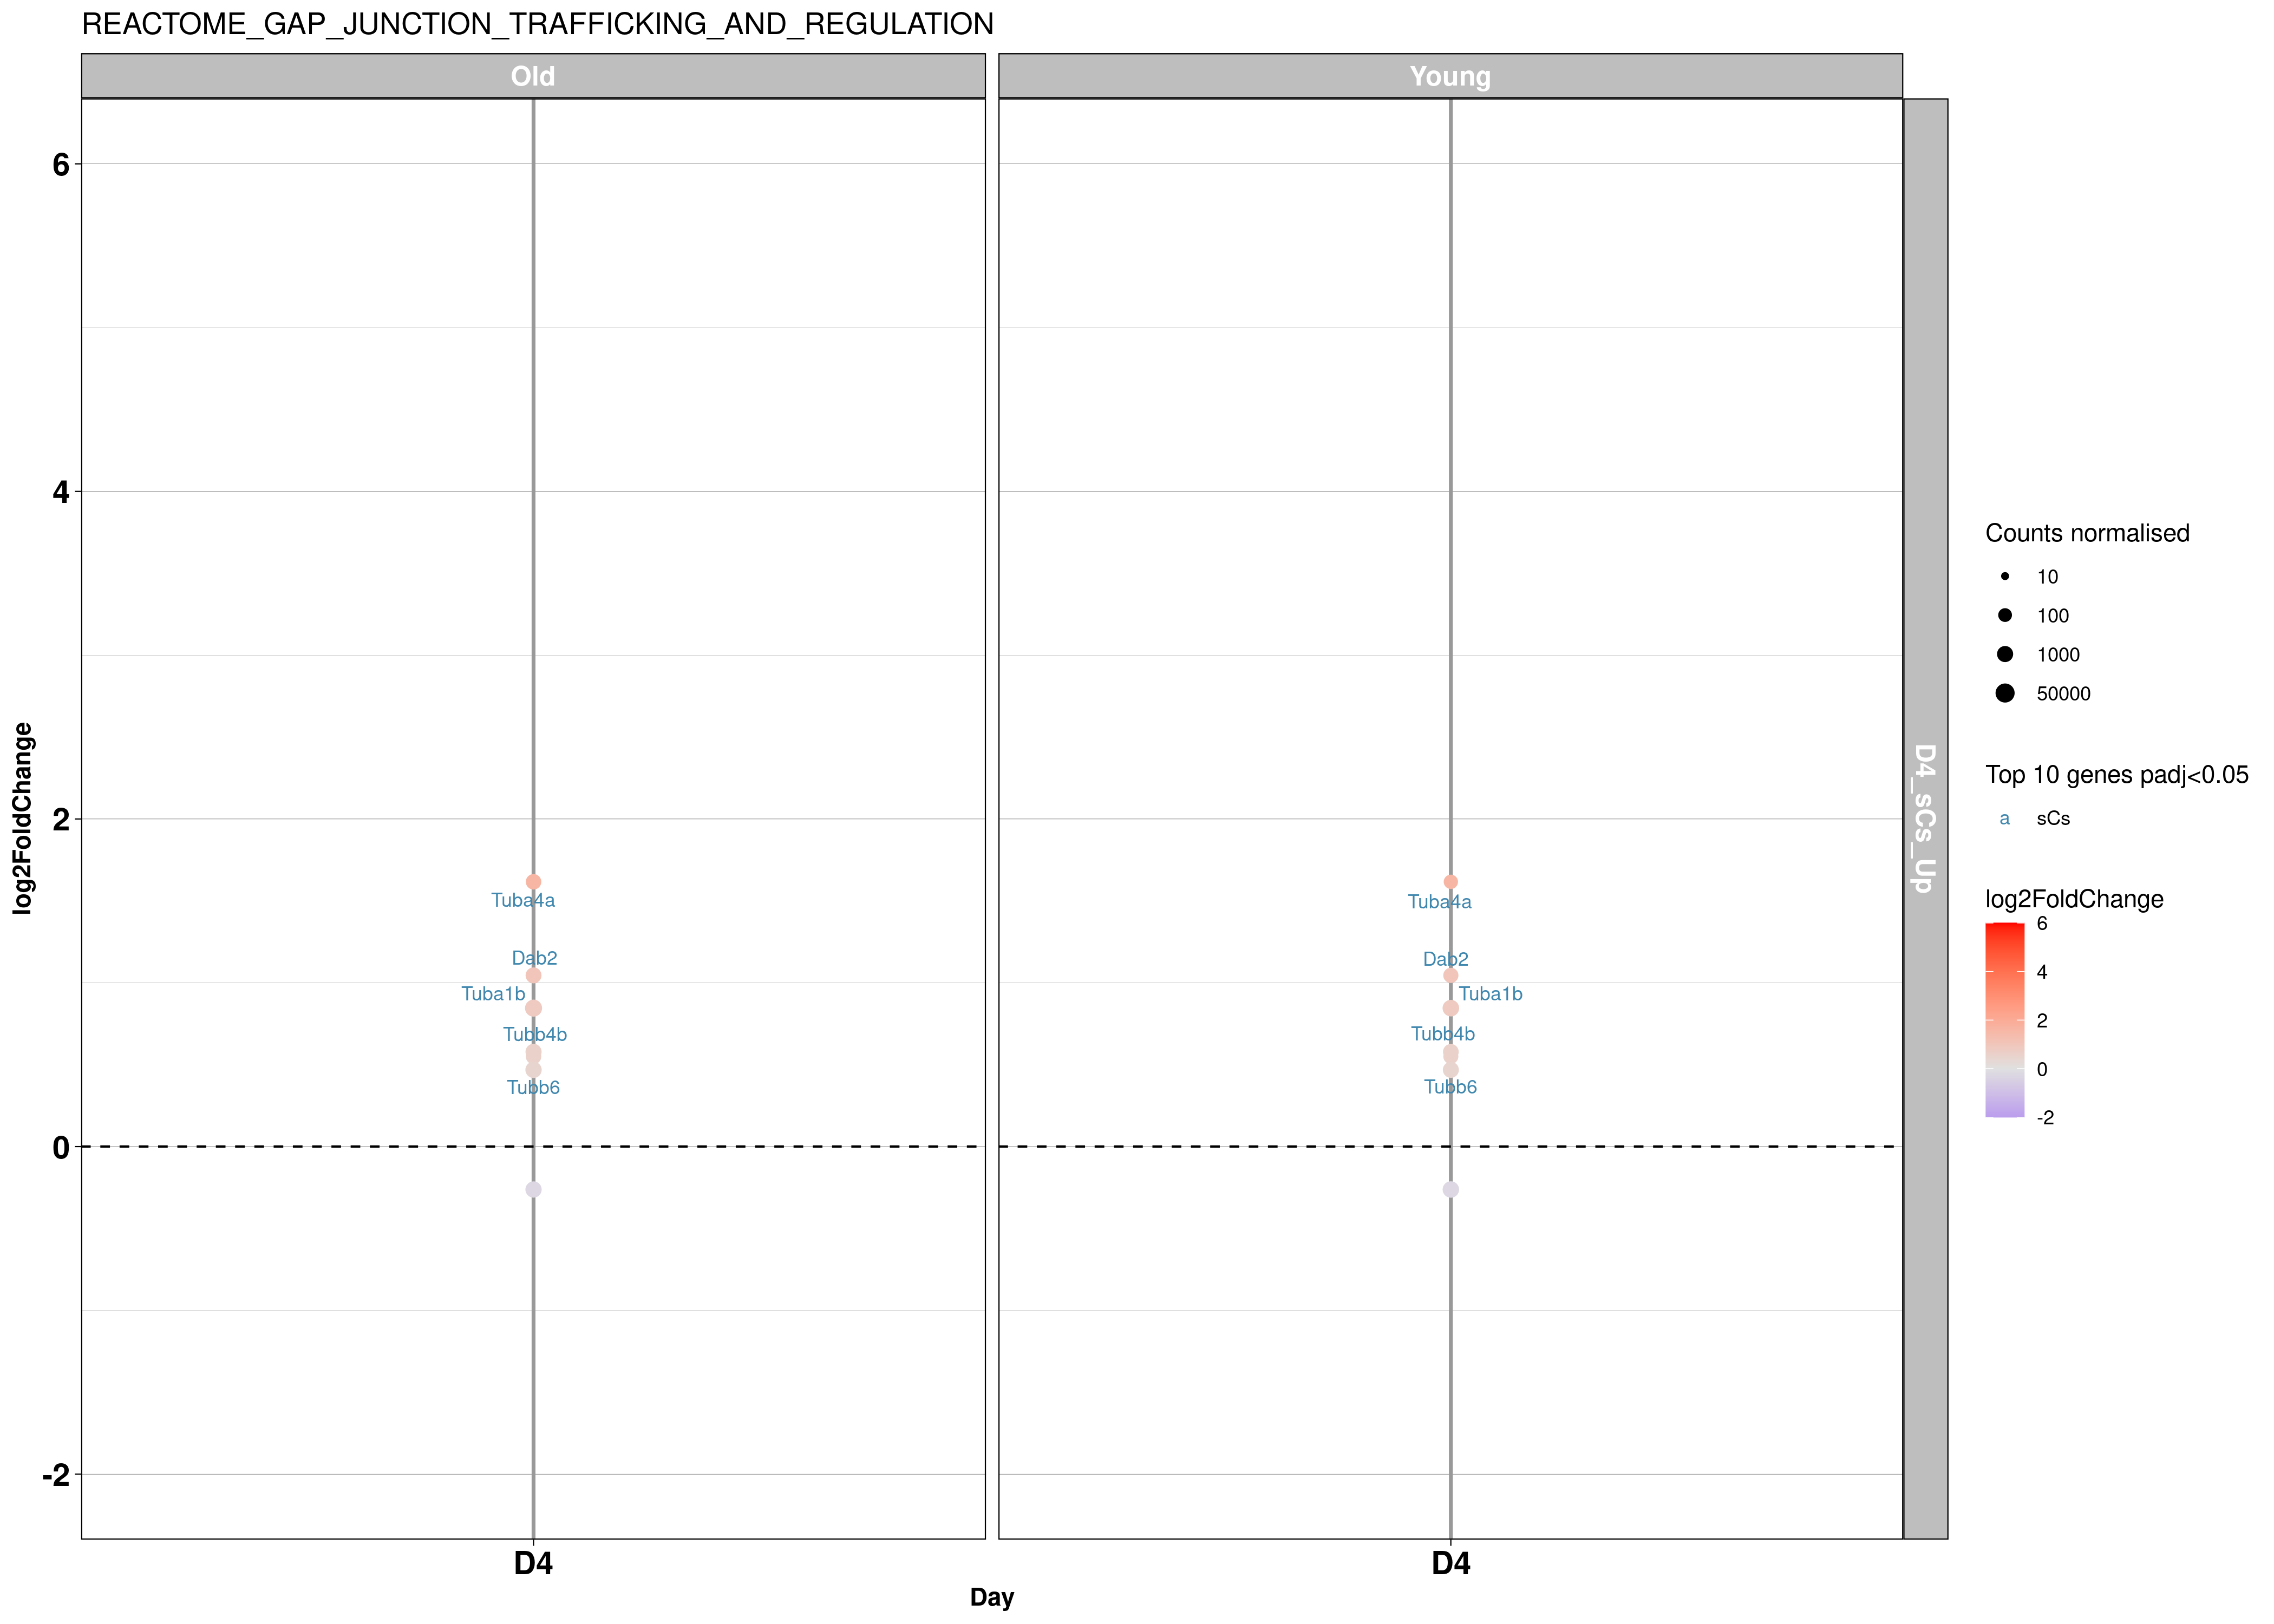 REACTOME_GAP_JUNCTION_TRAFFICKING_AND_REGULATION
Old
Young
6
4
2
0
-2
log2FoldChange
Tuba4a
Dab2
Tuba1b
Tubb4b
Tubb6
Tuba4a
Dab2
Tuba1b
Tubb4b
Tubb6
D4
D4
Day
D4_sCs_Up
Counts normalised
10
100
1000
50000
Top 10 genes padj<0.05
a sCs
log2FoldChange
6
4
2
0
-2